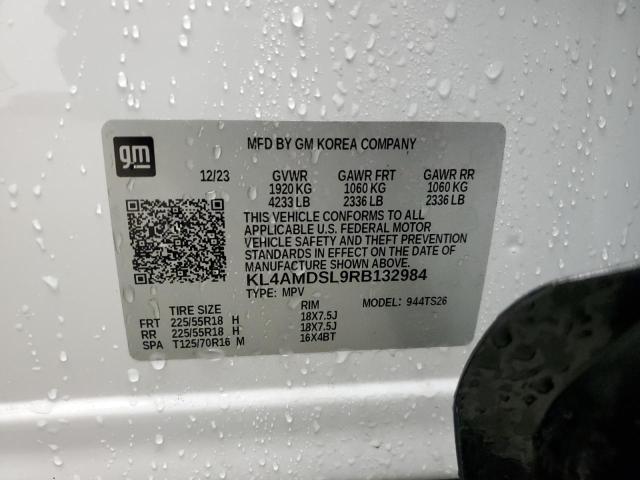 gm
MFD BY GM KOREA COMPANY
12/23 GVWR GAWR FRT GAWR RR
1920 KG 1060 KG 1060 KG
4233 LB 2336 LB 2336 LB
THIS VEHICLE CONFORMS TO ALL
APPLICABLE U.S. FEDERAL MOTOR
VEHICLE SAFETY AND THEFT PREVENTION
STANDARDS IN EFFECT ON THE DATE OF
MANUFACTURE SHOWN ABOVE.
KL4AMDSL9RB132984
TYPE: MPV MODEL: 944TS26
TIRE SIZE RIM
FRT 225/55R18 H 18X7.5J
RR 225/55R18 H 18X7.5J
SPA T125/70R16 M 16X4BT